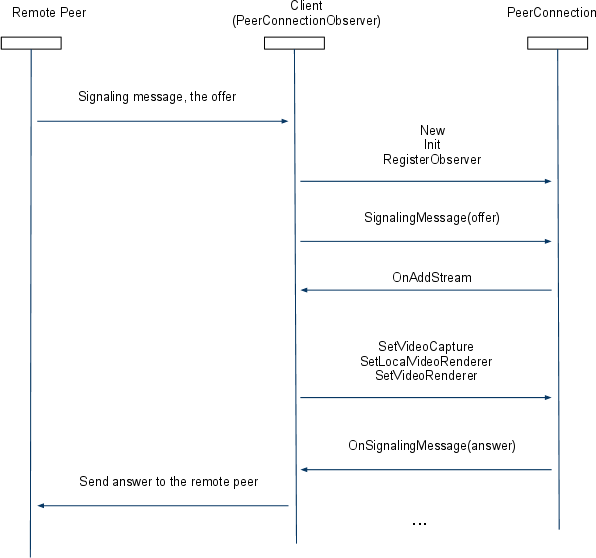 Remote Peer
Client
(PeerConnectionObserver)
PeerConnection
Signaling message, the offer
New
Init
RegisterObserver
SignalingMessage(offer)
OnAddStream
SetVideoCapture
SetLocalVideoRenderer
SetVideoRenderer
OnSignalingMessage(answer)
Send answer to the remote peer
...